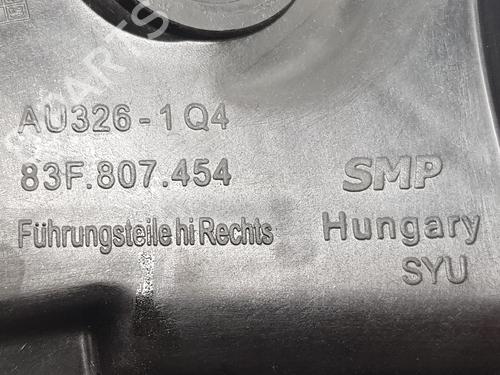 AU326-1Q4
83F.807.454
Führungsteile hi Rechts
SMP
Hungary
SYU